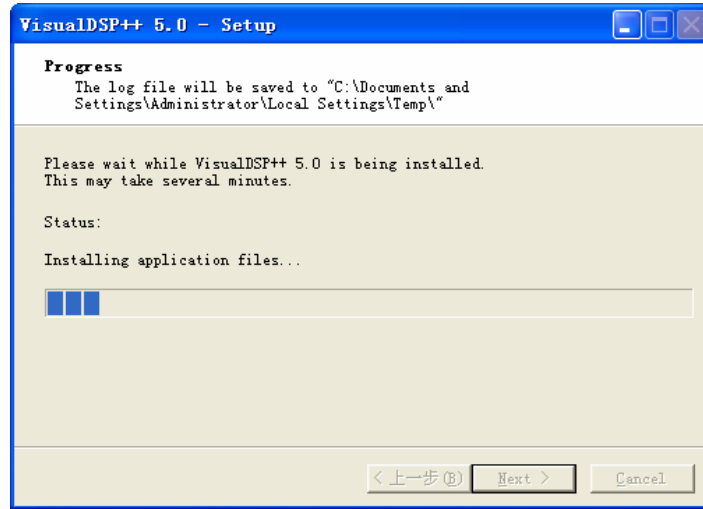 VisualDSP++ 5.0 - Setup
Progress
The log file will be saved to "C:\Documents and
Settings\Administrator\Local Settings\Temp\"
Please wait while VisualDSP++ 5.0 is being installed.
This may take several minutes.
Status:
Installing application files...
< 上一步(B) Next > Cancel